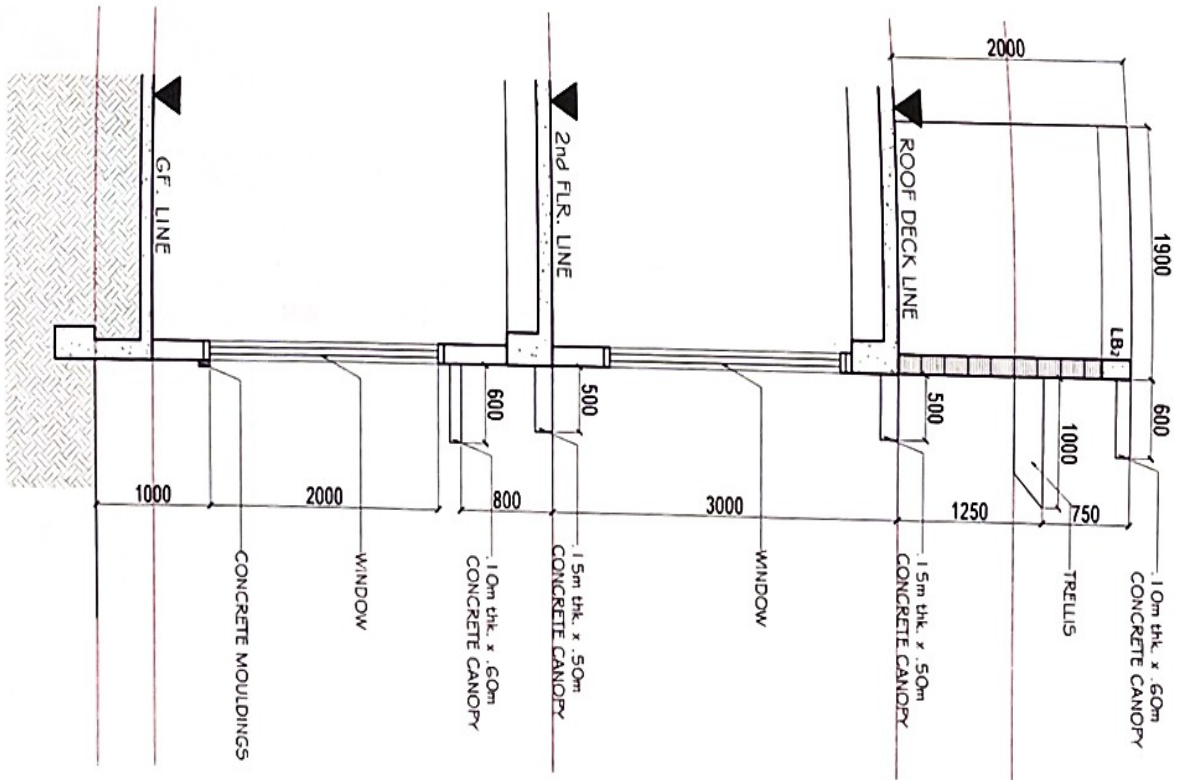 1900
600
LB2
.10m thk. x .60m
CONCRETE CANOPY
2000
750
1000
TRELLIS
1250
ROOF DECK LINE
500
.15m thk. x .50m
CONCRETE CANOPY
WINDOW
3000
2nd FLR. LINE
500
.15m thk. x .50m
CONCRETE CANOPY
800
600
.10m thk. x .60m
CONCRETE CANOPY
WINDOW
2000
CONCRETE MOULDINGS
GF. LINE
1000